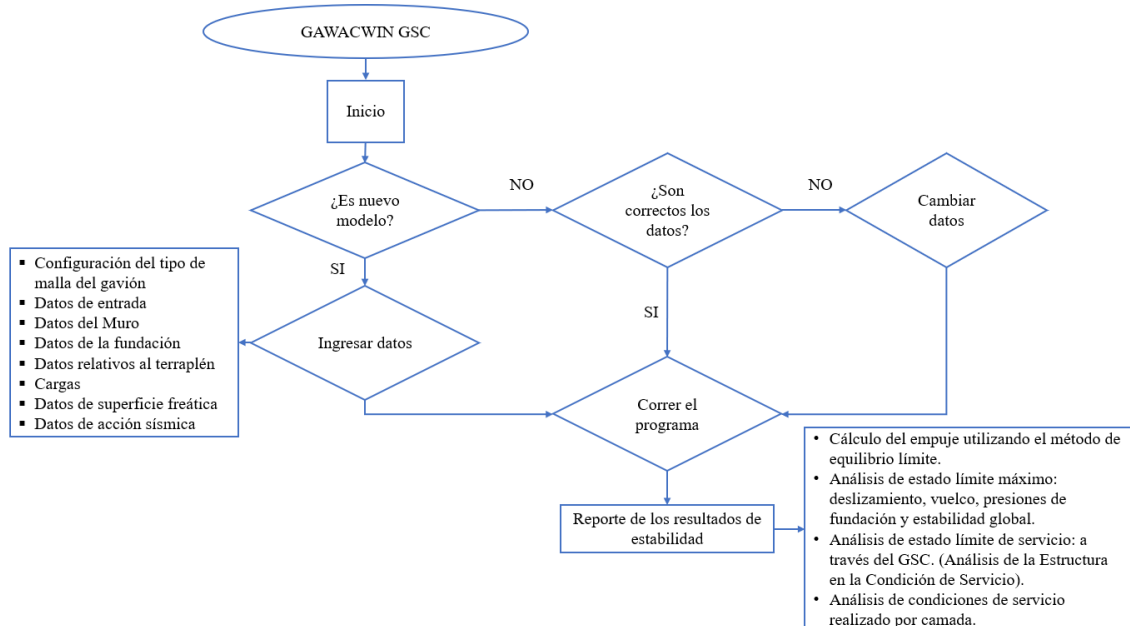 GAWACWIN GSC
Inicio
¿Es nuevo
modelo?
NO
¿Son
correctos los
datos?
NO
Cambiar
datos
SI
SI
▪ Configuración del tipo de
malla del gavión
▪ Datos de entrada
▪ Datos del Muro
▪ Datos de la fundación
▪ Datos relativos al terraplén
▪ Cargas
▪ Datos de superficie freática
▪ Datos de acción sísmica
Ingresar datos
Correr el
programa
Reporte de los resultados de
estabilidad
• Cálculo del empuje utilizando el método de
equilibrio límite.
• Análisis de estado límite máximo:
deslizamiento, vuelco, presiones de
fundación y estabilidad global.
• Análisis de estado límite de servicio: a
través del GSC. (Análisis de la Estructura
en la Condición de Servicio).
• Análisis de condiciones de servicio
realizado por camada.